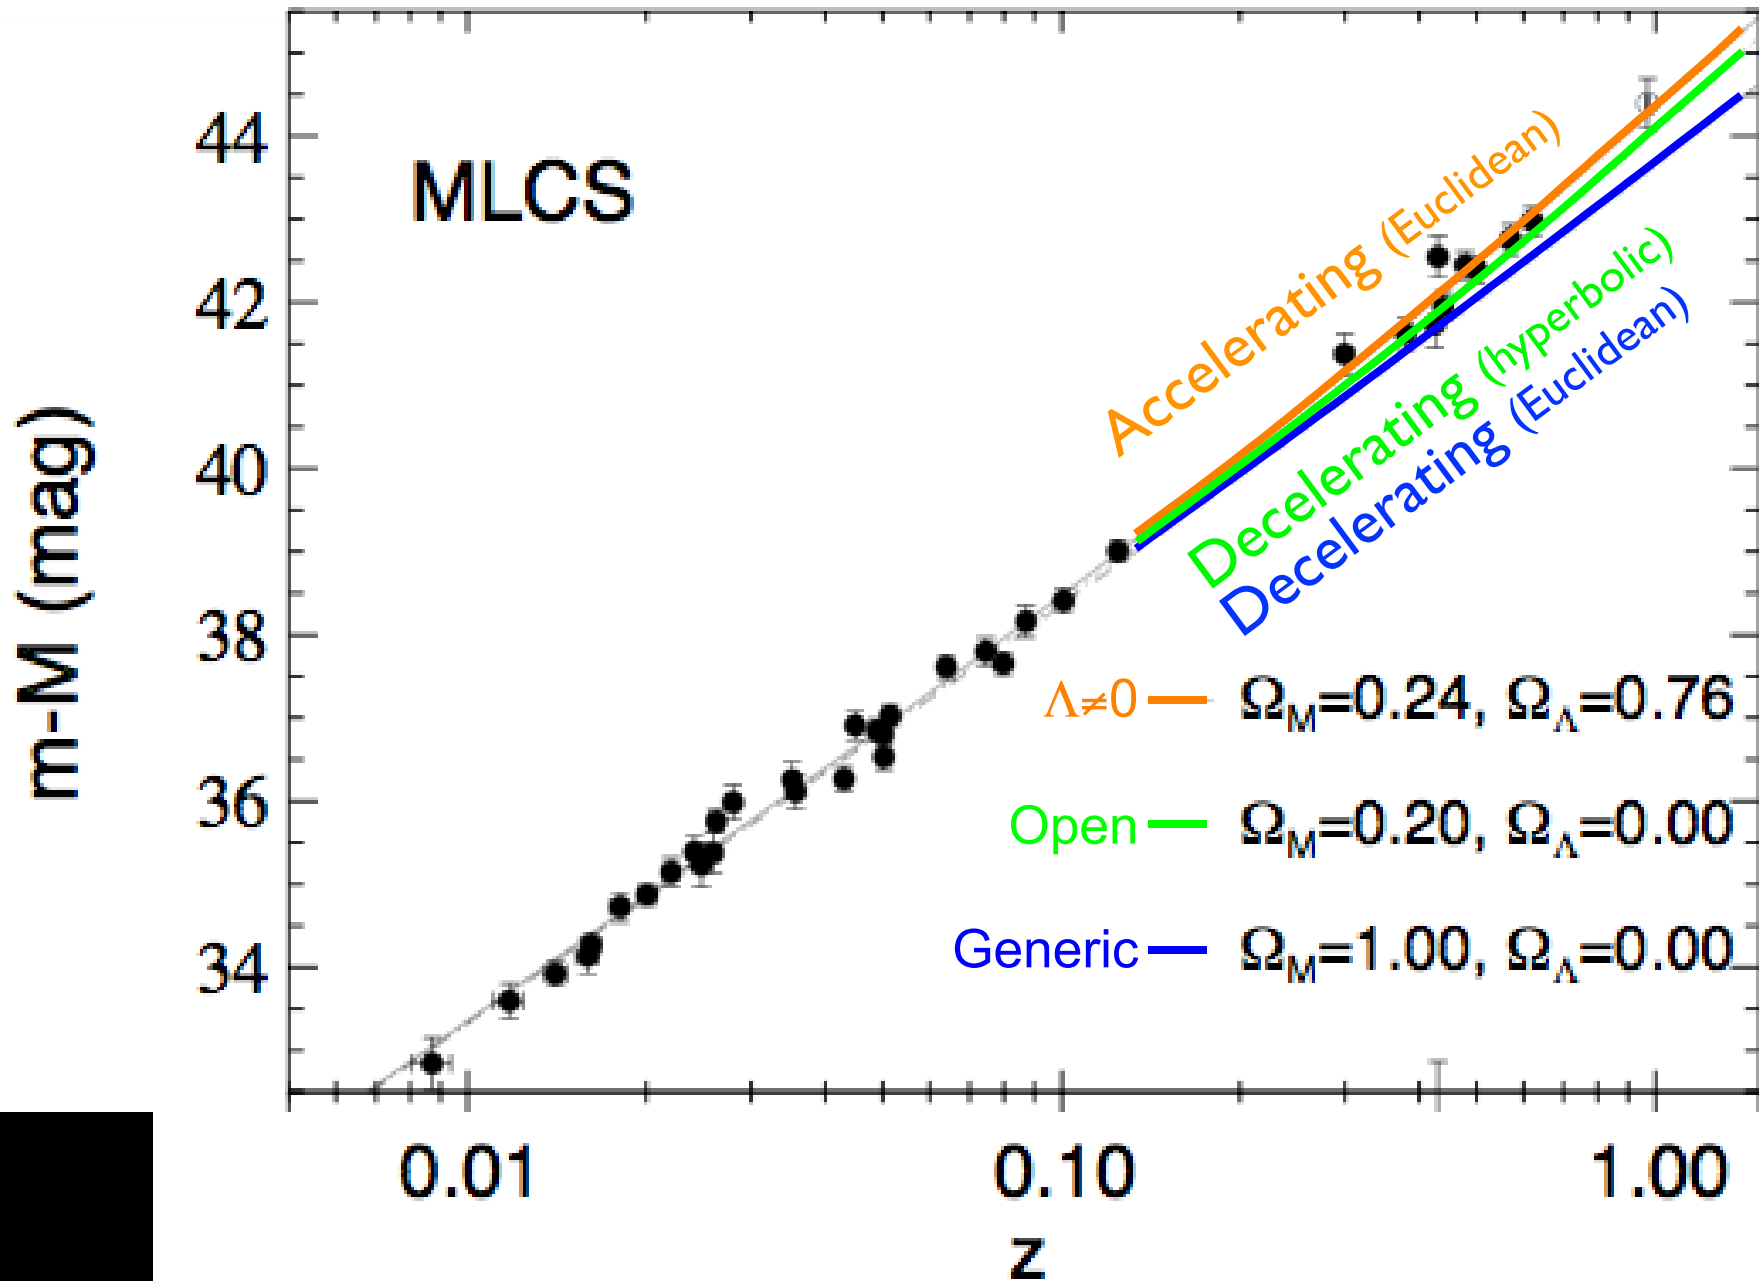 MLCS
m-M (mag)
44
42
40
38
36
34
Accelerating (Euclidean)
Decelerating (hyperbolic)
Decelerating (Euclidean)
Λ≠0 Ω_M=0.24, Ω_Λ=0.76
Open Ω_M=0.20, Ω_Λ=0.00
Generic Ω_M=1.00, Ω_Λ=0.00
0.01 0.10 1.00
z